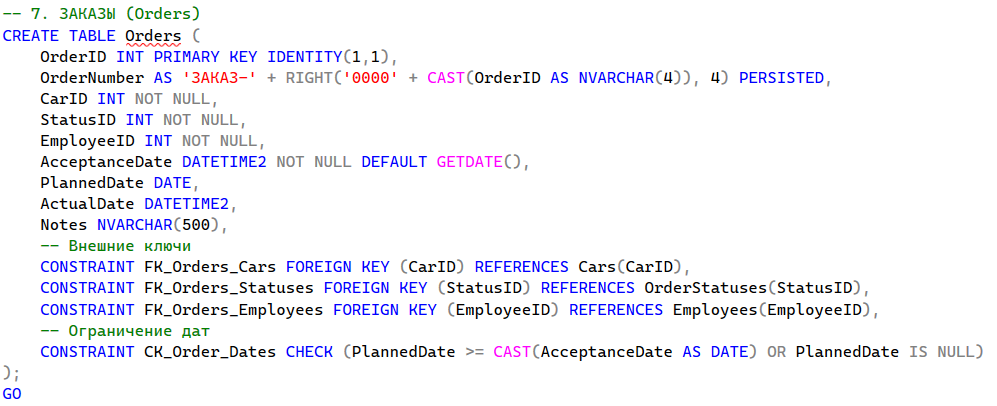 -- 7. ЗАКАЗЫ (Orders)
CREATE TABLE Orders (
    OrderID INT PRIMARY KEY IDENTITY(1,1),
    OrderNumber AS 'ЗАКАЗ-' + RIGHT('0000' + CAST(OrderID AS NVARCHAR(4)), 4) PERSISTED,
    CarID INT NOT NULL,
    StatusID INT NOT NULL,
    EmployeeID INT NOT NULL,
    AcceptanceDate DATETIME2 NOT NULL DEFAULT GETDATE(),
    PlannedDate DATE,
    ActualDate DATETIME2,
    Notes NVARCHAR(500),
    -- Внешние ключи
    CONSTRAINT FK_Orders_Cars FOREIGN KEY (CarID) REFERENCES Cars(CarID),
    CONSTRAINT FK_Orders_Statuses FOREIGN KEY (StatusID) REFERENCES OrderStatuses(StatusID),
    CONSTRAINT FK_Orders_Employees FOREIGN KEY (EmployeeID) REFERENCES Employees(EmployeeID),
    -- Ограничение дат
    CONSTRAINT CK_Order_Dates CHECK (PlannedDate >= CAST(AcceptanceDate AS DATE) OR PlannedDate IS NULL)
);
GO